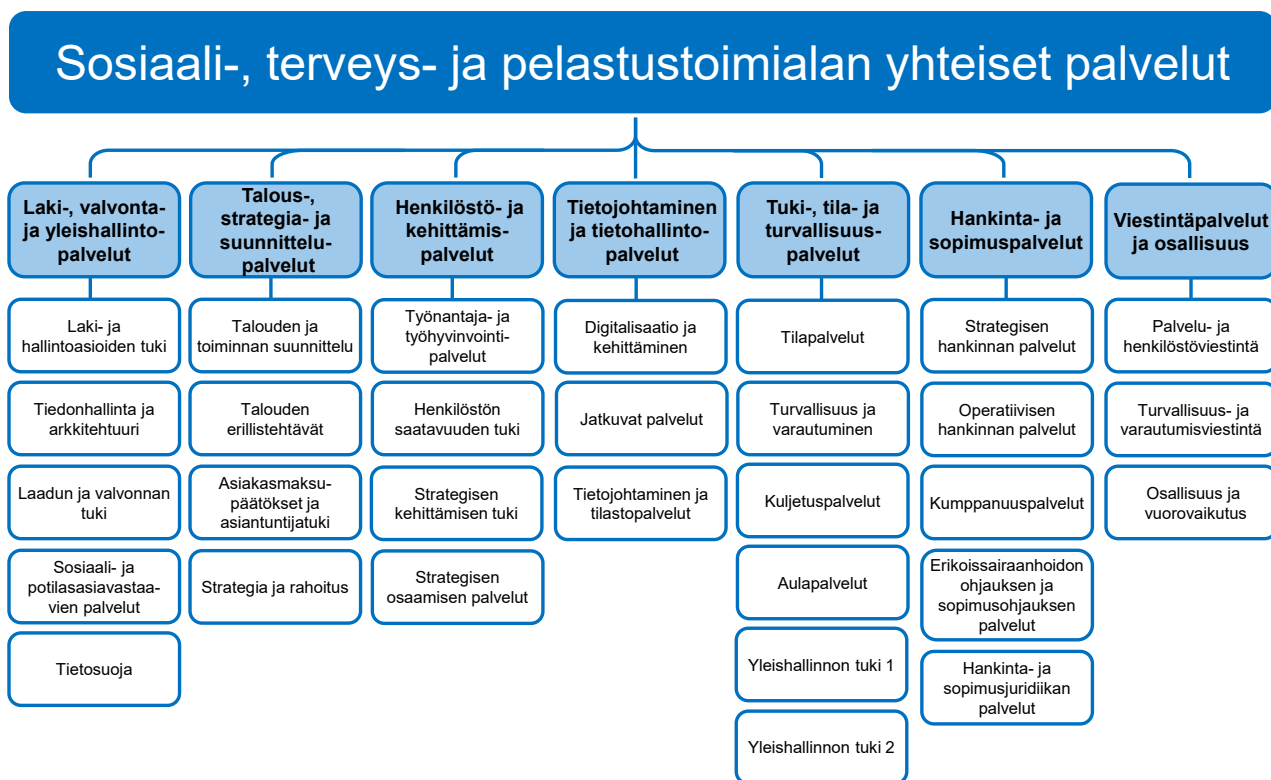 Sosiaali-, terveys- ja pelastustoimialan yhteiset palvelut
Laki-, valvonta-
ja yleishallinto-
palvelut
Laki- ja
hallintoasioiden tuki
Tiedonhallinta ja
arkkitehtuuri
Laadun ja valvonnan
tuki
Sosiaali- ja
potilasasiavastaa-
vien palvelut
Tietosuoja
Talous-,
strategia- ja
suunnittelu-
palvelut
Talouden ja
toiminnan suunnittelu
Talouden
erillistehtävät
Asiakasmaksu-
päätökset ja
asiantuntijatuki
Strategia ja rahoitus
Henkilöstö- ja
kehittämis-
palvelut
Työnantaja- ja
työhyvinvointi-
palvelut
Henkilöstön
saatavuuden tuki
Strategisen
kehittämisen tuki
Strategisen
osaamisen palvelut
Tietojohtaminen
ja tietohallinto-
palvelut
Digitalisaatio ja
kehittäminen
Jatkuvat palvelut
Tietojohtaminen ja
tilastopalvelut
Tuki-, tila- ja
turvallisuus-
palvelut
Tilapalvelut
Turvallisuus ja
varautuminen
Kuljetuspalvelut
Aulapalvelut
Yleishallinnon tuki 1
Yleishallinnon tuki 2
Hankinta- ja
sopimuspalvelut
Strategisen
hankinnan palvelut
Operatiivisen
hankinnan palvelut
Kumppanuuspalvelut
Erikoissairaanhoidon
ohjauksen ja
sopimusohjauksen
palvelut
Hankinta- ja
sopimusjuridiikan
palvelut
Viestintäpalvelut
ja osallisuus
Palvelu- ja
henkilöstöviestintä
Turvallisuus- ja
varautumisviestintä
Osallisuus ja
vuorovaikutus